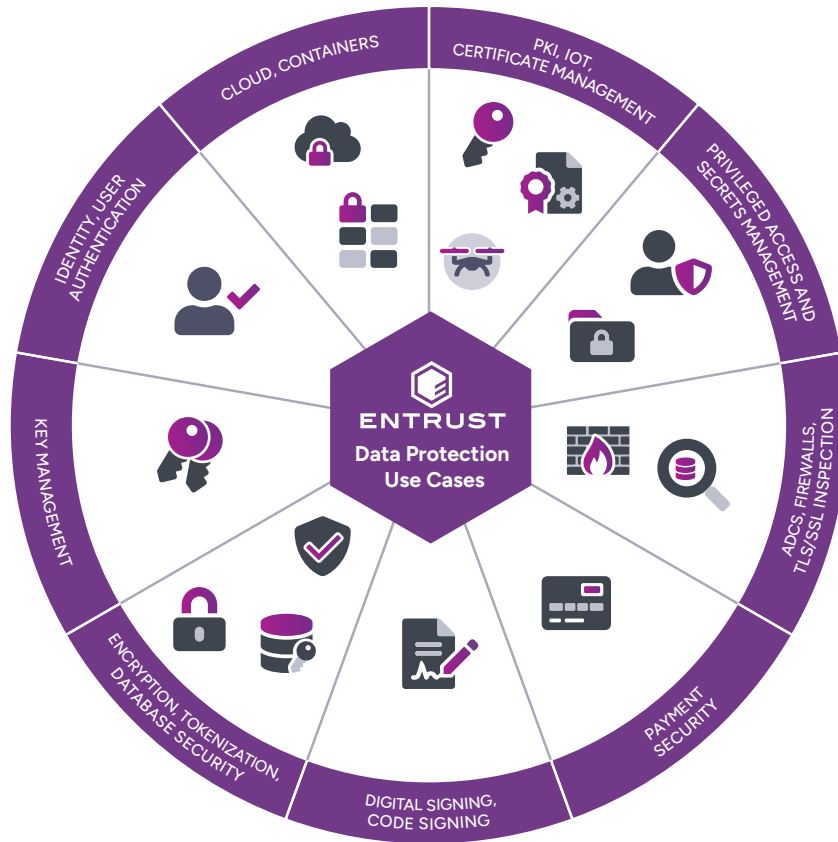 CLOUD, CONTAINERS
PKI, IOT,
CERTIFICATE MANAGEMENT
PRIVILEGED ACCESS AND
SECRETS MANAGEMENT
ADCS, FIREWALLS,
TLS/SSL INSPECTION
PAYMENT
SECURITY
DIGITAL SIGNING,
CODE SIGNING
ENCRYPTION, TOKENIZATION,
DATABASE SECURITY
KEY MANAGEMENT
IDENTITY, USER
AUTHENTICATION
ENTRUST
Data Protection
Use Cases